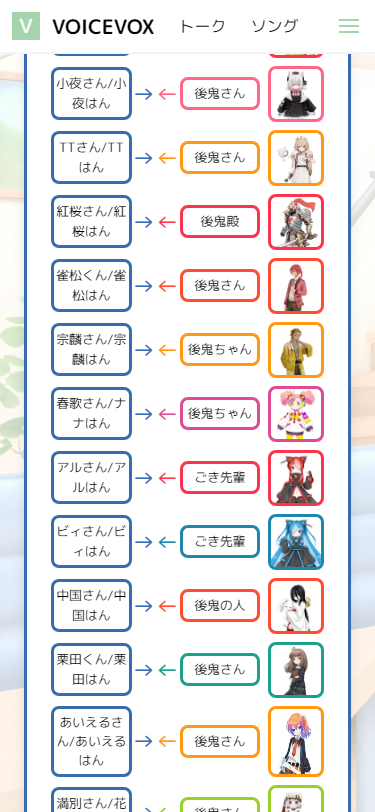 V VOICEVOX トーク ソング
小夜さん/小
夜はん
後鬼さん
TTさん/TT
はん
後鬼さん
紅桜さん/紅
桜はん
後鬼殿
雀松くん/雀
松はん
後鬼さん
宗麟さん/宗
麟はん
後鬼ちゃん
春歌さん/ナ
ナはん
後鬼ちゃん
アルさん/ア
ルはん
ごき先輩
ビィさん/ビ
ィはん
ごき先輩
中国さん/中
国はん
後鬼の人
栗田くん/栗
田はん
後鬼さん
あいえるさ
ん/あいえる
はん
後鬼さん
満別さん/花